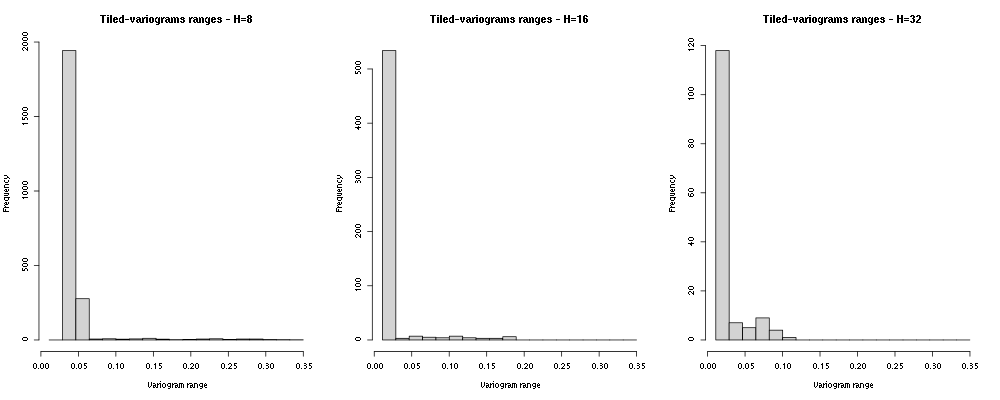 Tiled-variograms ranges - H=8
Frequency
0
500
1000
1500
2000
0.00 0.05 0.10 0.15 0.20 0.25 0.30 0.35
Variogram range
Tiled-variograms ranges - H=16
Frequency
0
100
200
300
400
500
0.00 0.05 0.10 0.15 0.20 0.25 0.30 0.35
Variogram range
Tiled-variograms ranges - H=32
Frequency
0
20
40
60
80
100
120
0.00 0.05 0.10 0.15 0.20 0.25 0.30 0.35
Variogram range